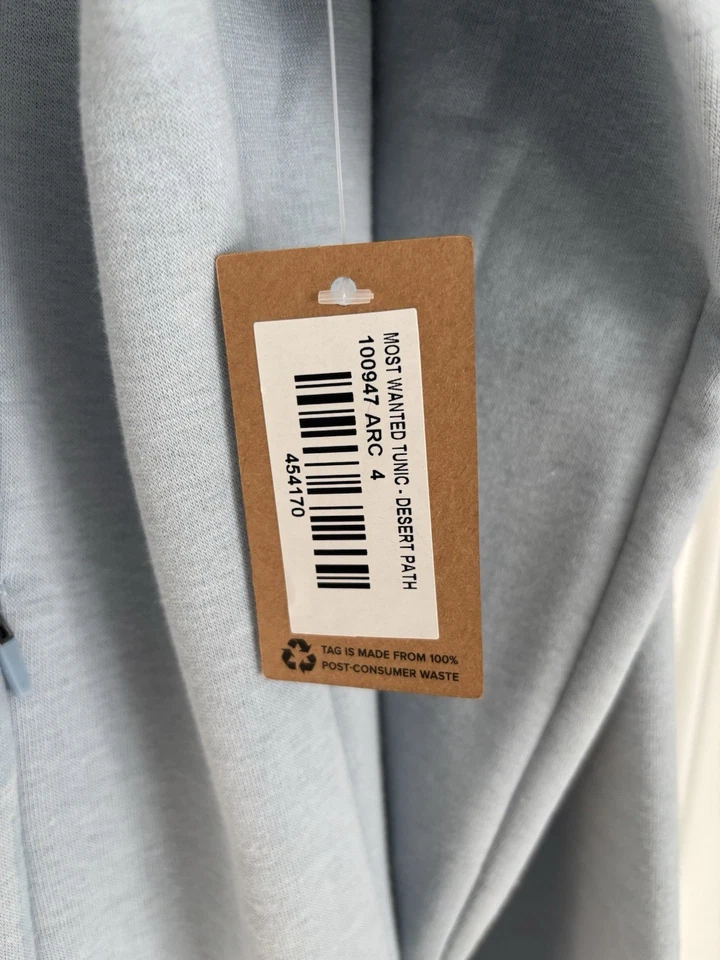 MOST WANTED TUNIC - DESERT PATH
100947 ARC 4
454170
TAG IS MADE FROM 100%
POST-CONSUMER WASTE